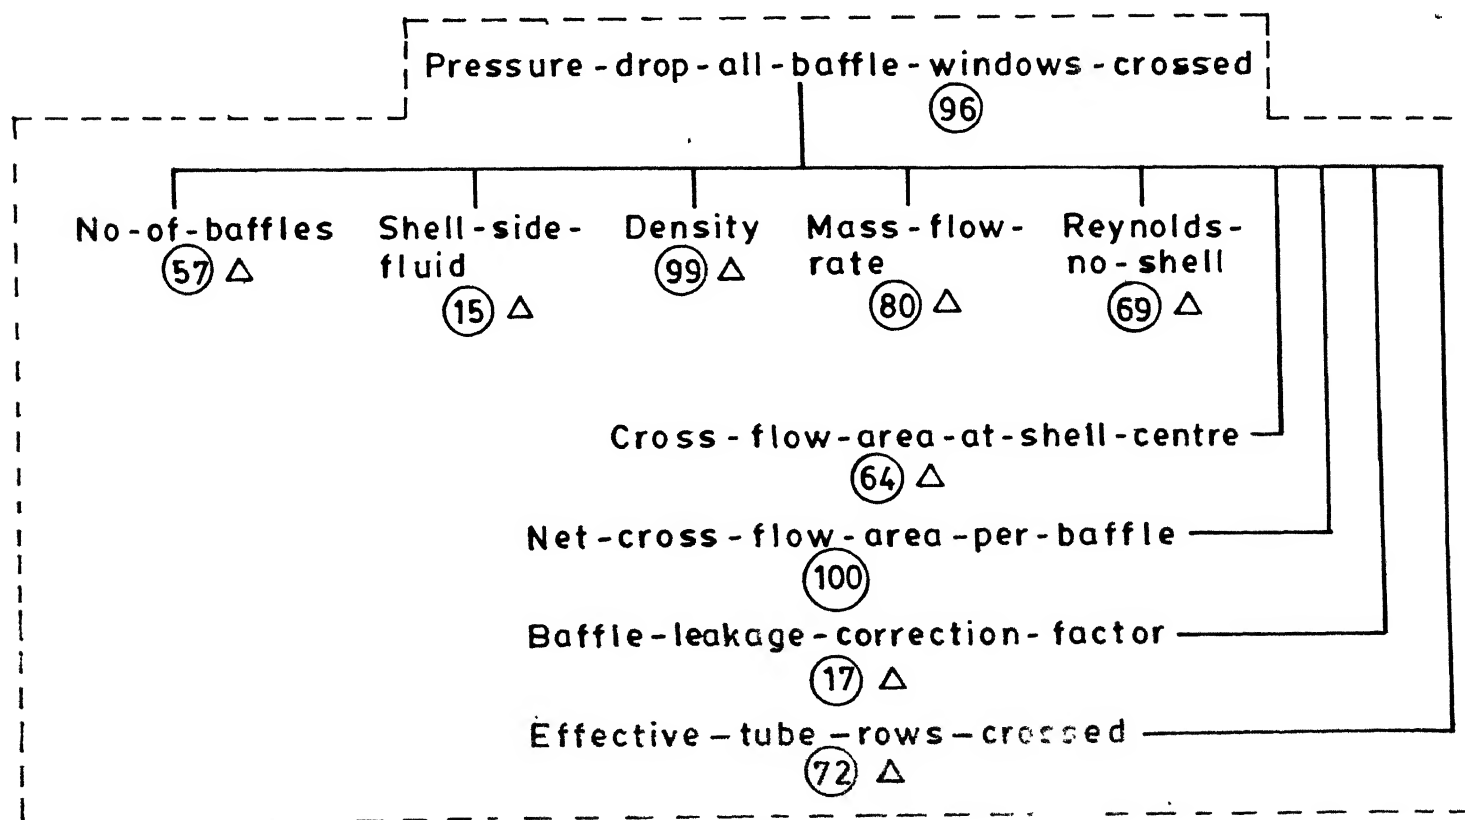 Pressure-drop-all-baffle-windows-crossed
96
No-of-baffles
57 Δ
Shell-side-
fluid
15 Δ
Density
99 Δ
Mass-flow-
rate
80 Δ
Reynolds-
no-shell
69 Δ
Cross-flow-area-at-shell-centre
64 Δ
Net-cross-flow-area-per-baffle
100
Baffle-leakage-correction-factor
17 Δ
Effective-tube-rows-crossed
72 Δ